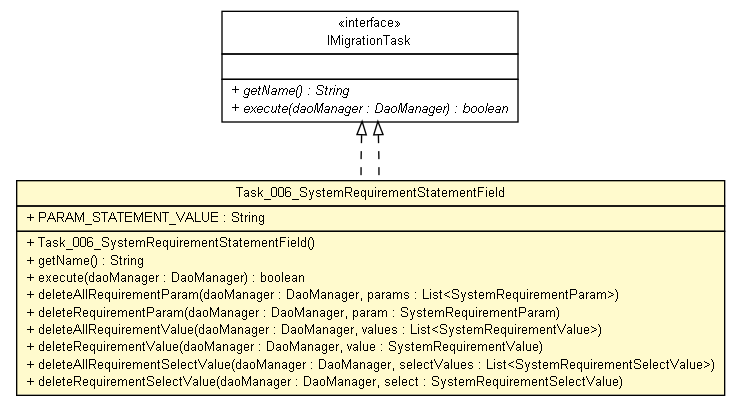 «interface»
IMigrationTask
+ getName() : String
+ execute(daoManager : DaoManager) : boolean
Task_006_SystemRequirementStatementField
+ PARAM_STATEMENT_VALUE : String
+ Task_006_SystemRequirementStatementField()
+ getName() : String
+ execute(daoManager : DaoManager) : boolean
+ deleteAllRequirementParam(daoManager : DaoManager, params : List<SystemRequirementParam>)
+ deleteRequirementParam(daoManager : DaoManager, param : SystemRequirementParam)
+ deleteAllRequirementValue(daoManager : DaoManager, values : List<SystemRequirementValue>)
+ deleteRequirementValue(daoManager : DaoManager, value : SystemRequirementValue)
+ deleteAllRequirementSelectValue(daoManager : DaoManager, selectValues : List<SystemRequirementSelectValue>)
+ deleteRequirementSelectValue(daoManager : DaoManager, select : SystemRequirementSelectValue)